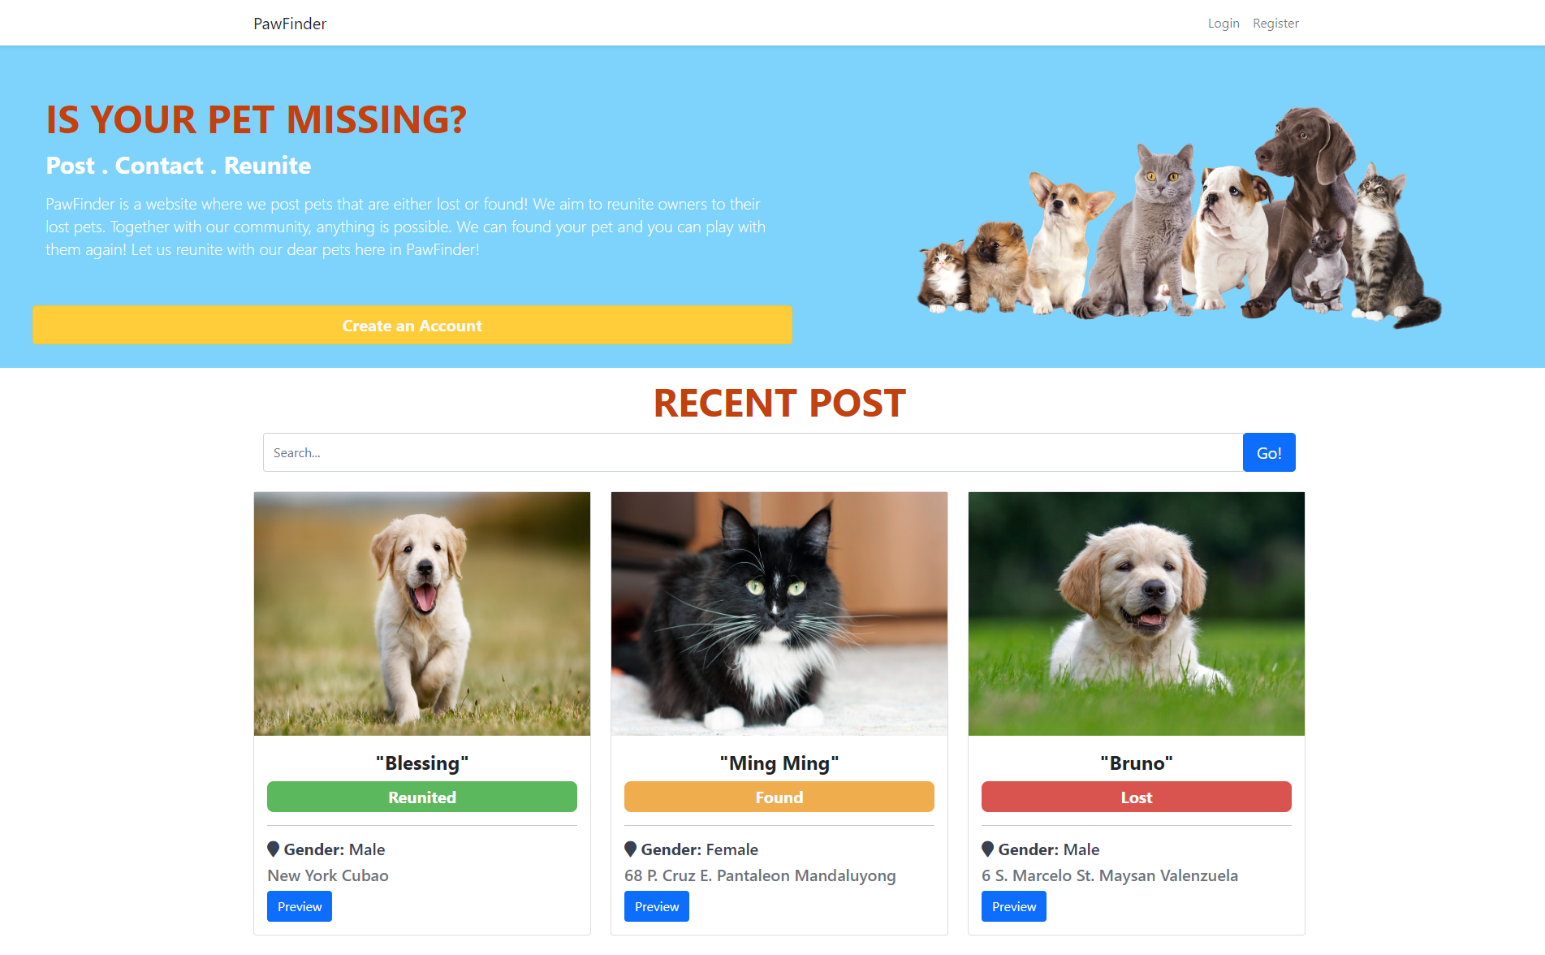 PawFinder
Login Register
IS YOUR PET MISSING?
Post . Contact . Reunite
PawFinder is a website where we post pets that are either lost or found! We aim to reunite owners to their
lost pets. Together with our community, anything is possible. We can found your pet and you can play with
them again! Let us reunite with our dear pets here in PawFinder!
Create an Account
RECENT POST
Search...
Go!
"Blessing"
Reunited
Gender: Male
New York Cubao
Preview
"Ming Ming"
Found
Gender: Female
68 P. Cruz E. Pantaleon Mandaluyong
Preview
"Bruno"
Lost
Gender: Male
6 S. Marcelo St. Maysan Valenzuela
Preview